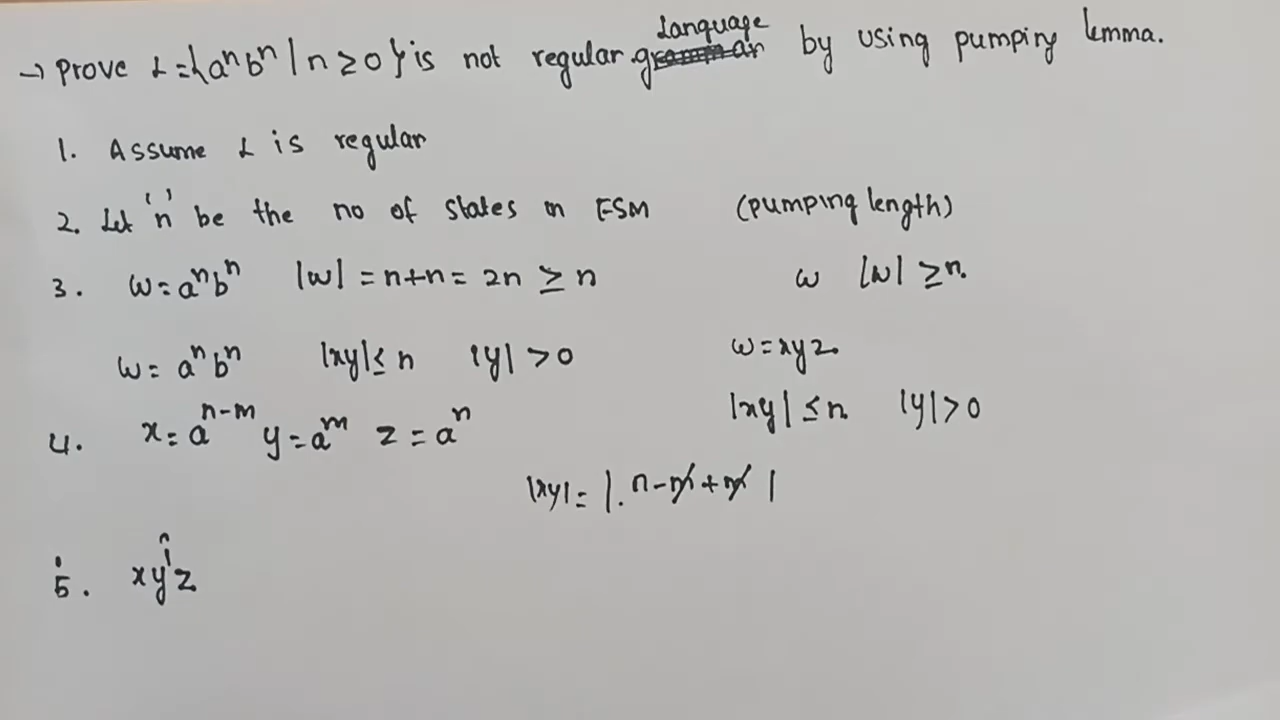 → Prove L={aⁿbⁿ | n ≥ 0} is not regular Language by using pumping lemma.
1. Assume L is regular
2. Let 'n' be the no of states in FSM (pumping length)
3. w = aⁿbⁿ |w| = n+n = 2n ≥ n w |w| ≥ n.
w = aⁿbⁿ |xy| ≤ n |y| > 0 w = xyz.
|xy| ≤ n. |y| > 0
4. x = aⁿ⁻ᵐ y = aᵐ z = aⁿ
|xy| = |n-m+m|
5. xyⁱz